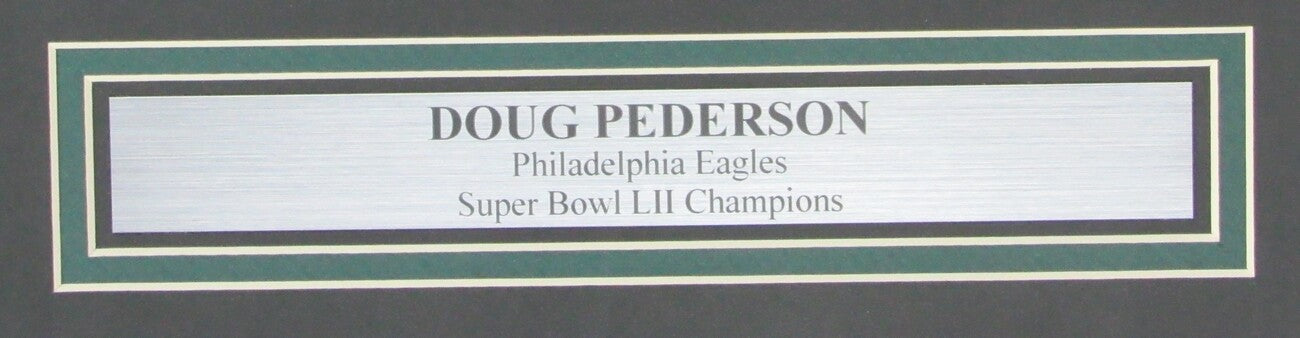 DOUG PEDERSON
Philadelphia Eagles
Super Bowl LII Champions